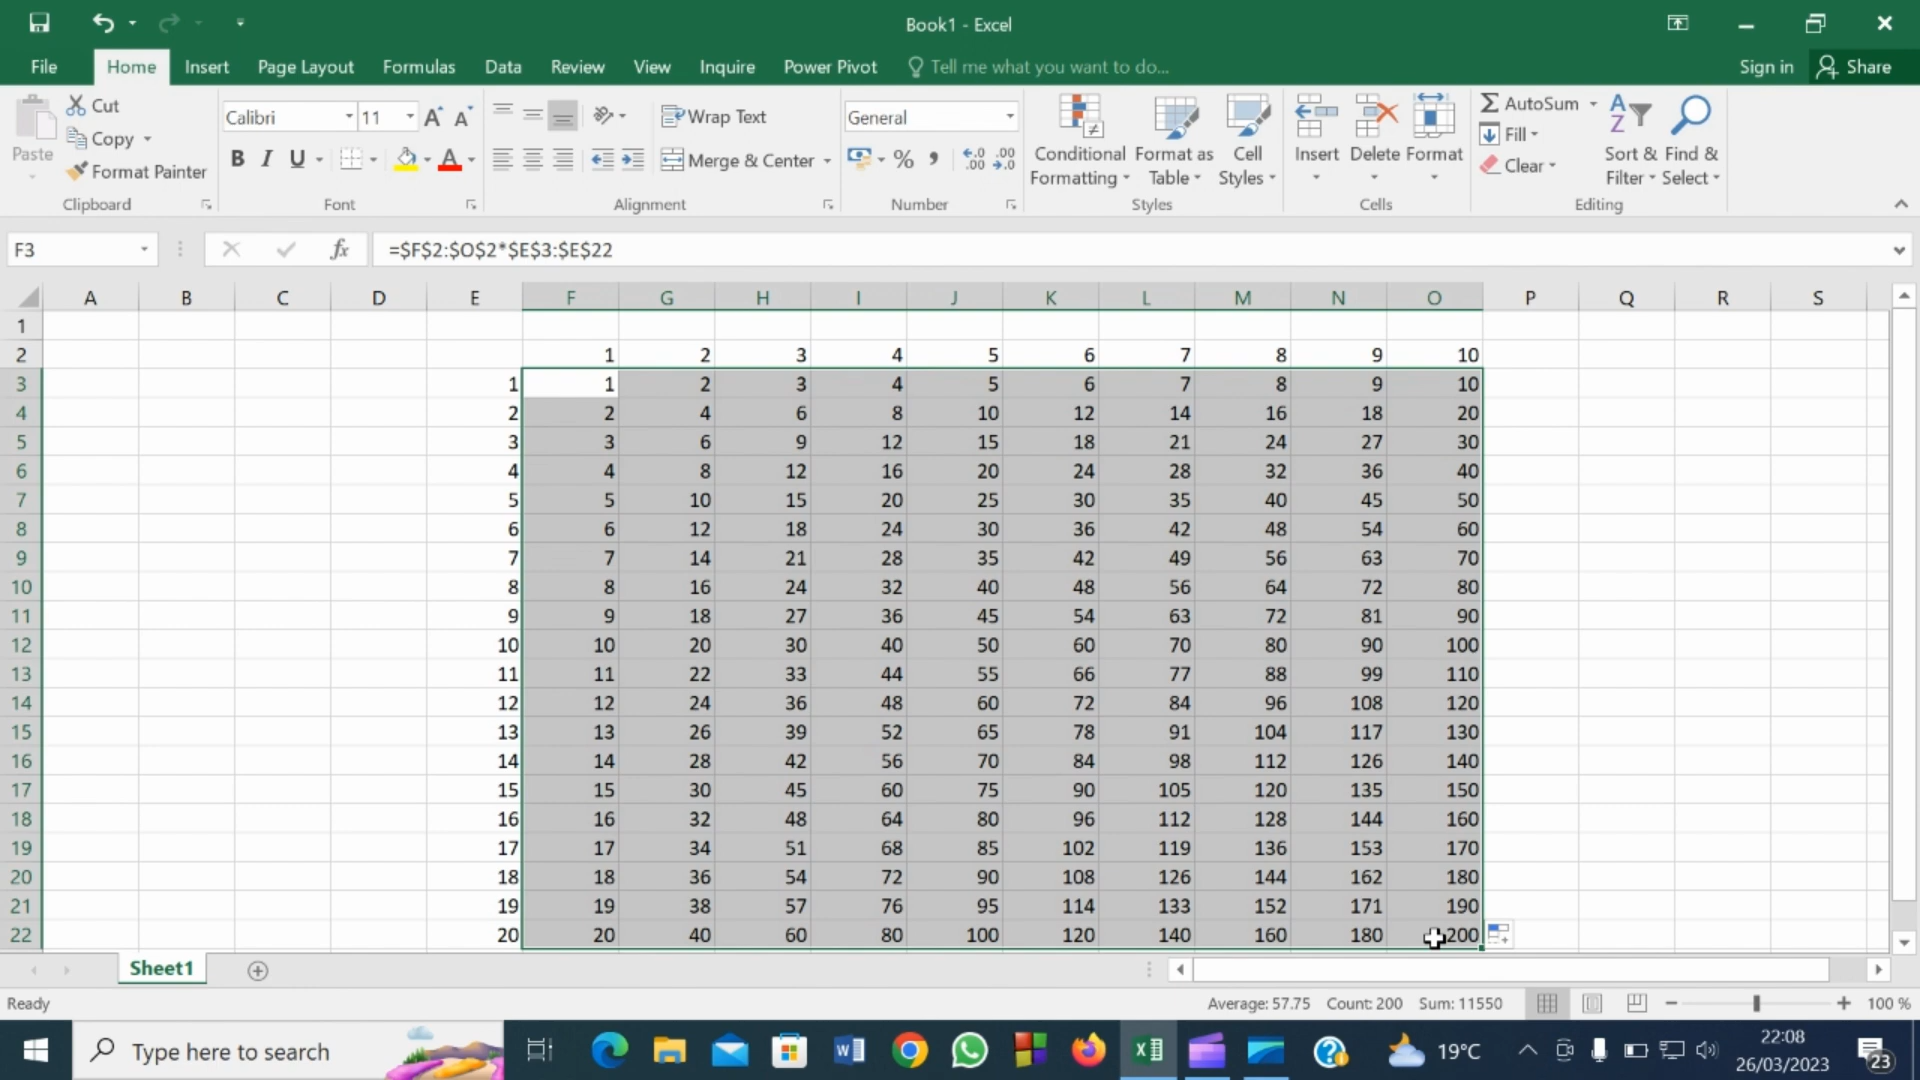 Book1 - Excel
File Home Insert Page Layout Formulas Data Review View Inquire Power Pivot Tell me what you want to do... Sign in Share
Paste Cut Copy Format Painter Clipboard
Calibri 11 A A B I U A Font
Wrap Text Merge & Center Alignment
General % , .0 .00 .00 .0 Number
Conditional Formatting Format as Table Cell Styles Styles
Insert Delete Format Cells
AutoSum Fill Clear Sort & Filter Find & Select Editing
F3 fx =$F$2:$O$2*$E$3:$E$22
A B C D E F G H I J K L M N O P Q R S
1
2 1 2 3 4 5 6 7 8 9 10
3 1 1 2 3 4 5 6 7 8 9 10
4 2 2 4 6 8 10 12 14 16 18 20
5 3 3 6 9 12 15 18 21 24 27 30
6 4 4 8 12 16 20 24 28 32 36 40
7 5 5 10 15 20 25 30 35 40 45 50
8 6 6 12 18 24 30 36 42 48 54 60
9 7 7 14 21 28 35 42 49 56 63 70
10 8 8 16 24 32 40 48 56 64 72 80
11 9 9 18 27 36 45 54 63 72 81 90
12 10 10 20 30 40 50 60 70 80 90 100
13 11 11 22 33 44 55 66 77 88 99 110
14 12 12 24 36 48 60 72 84 96 108 120
15 13 13 26 39 52 65 78 91 104 117 130
16 14 14 28 42 56 70 84 98 112 126 140
17 15 15 30 45 60 75 90 105 120 135 150
18 16 16 32 48 64 80 96 112 128 144 160
19 17 17 34 51 68 85 102 119 136 153 170
20 18 18 36 54 72 90 108 126 144 162 180
21 19 19 38 57 76 95 114 133 152 171 190
22 20 20 40 60 80 100 120 140 160 180 200
Sheet1
Ready Average: 57.75 Count: 200 Sum: 11550 100 %
Type here to search 19°C 22:08
26/03/2023 23